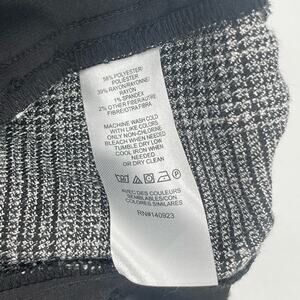 58% POLYESTER/
POLIÉSTER
39% RAYON/RAYONNE/
RAYON
1% SPANDEX
2% OTHER FIBER/AUTRE
FIBRE/OTRA FIBRA
MACHINE WASH COLD
WITH LIKE COLORS
ONLY NON-CHLORINE
BLEACH WHEN NEEDED
TUMBLE DRY LOW
COOL IRON WHEN
NEEDED
OR DRY CLEAN
AVEC DES COULEURS
SEMBLABLES/CON
COLORES SIMILARES
RN#140923